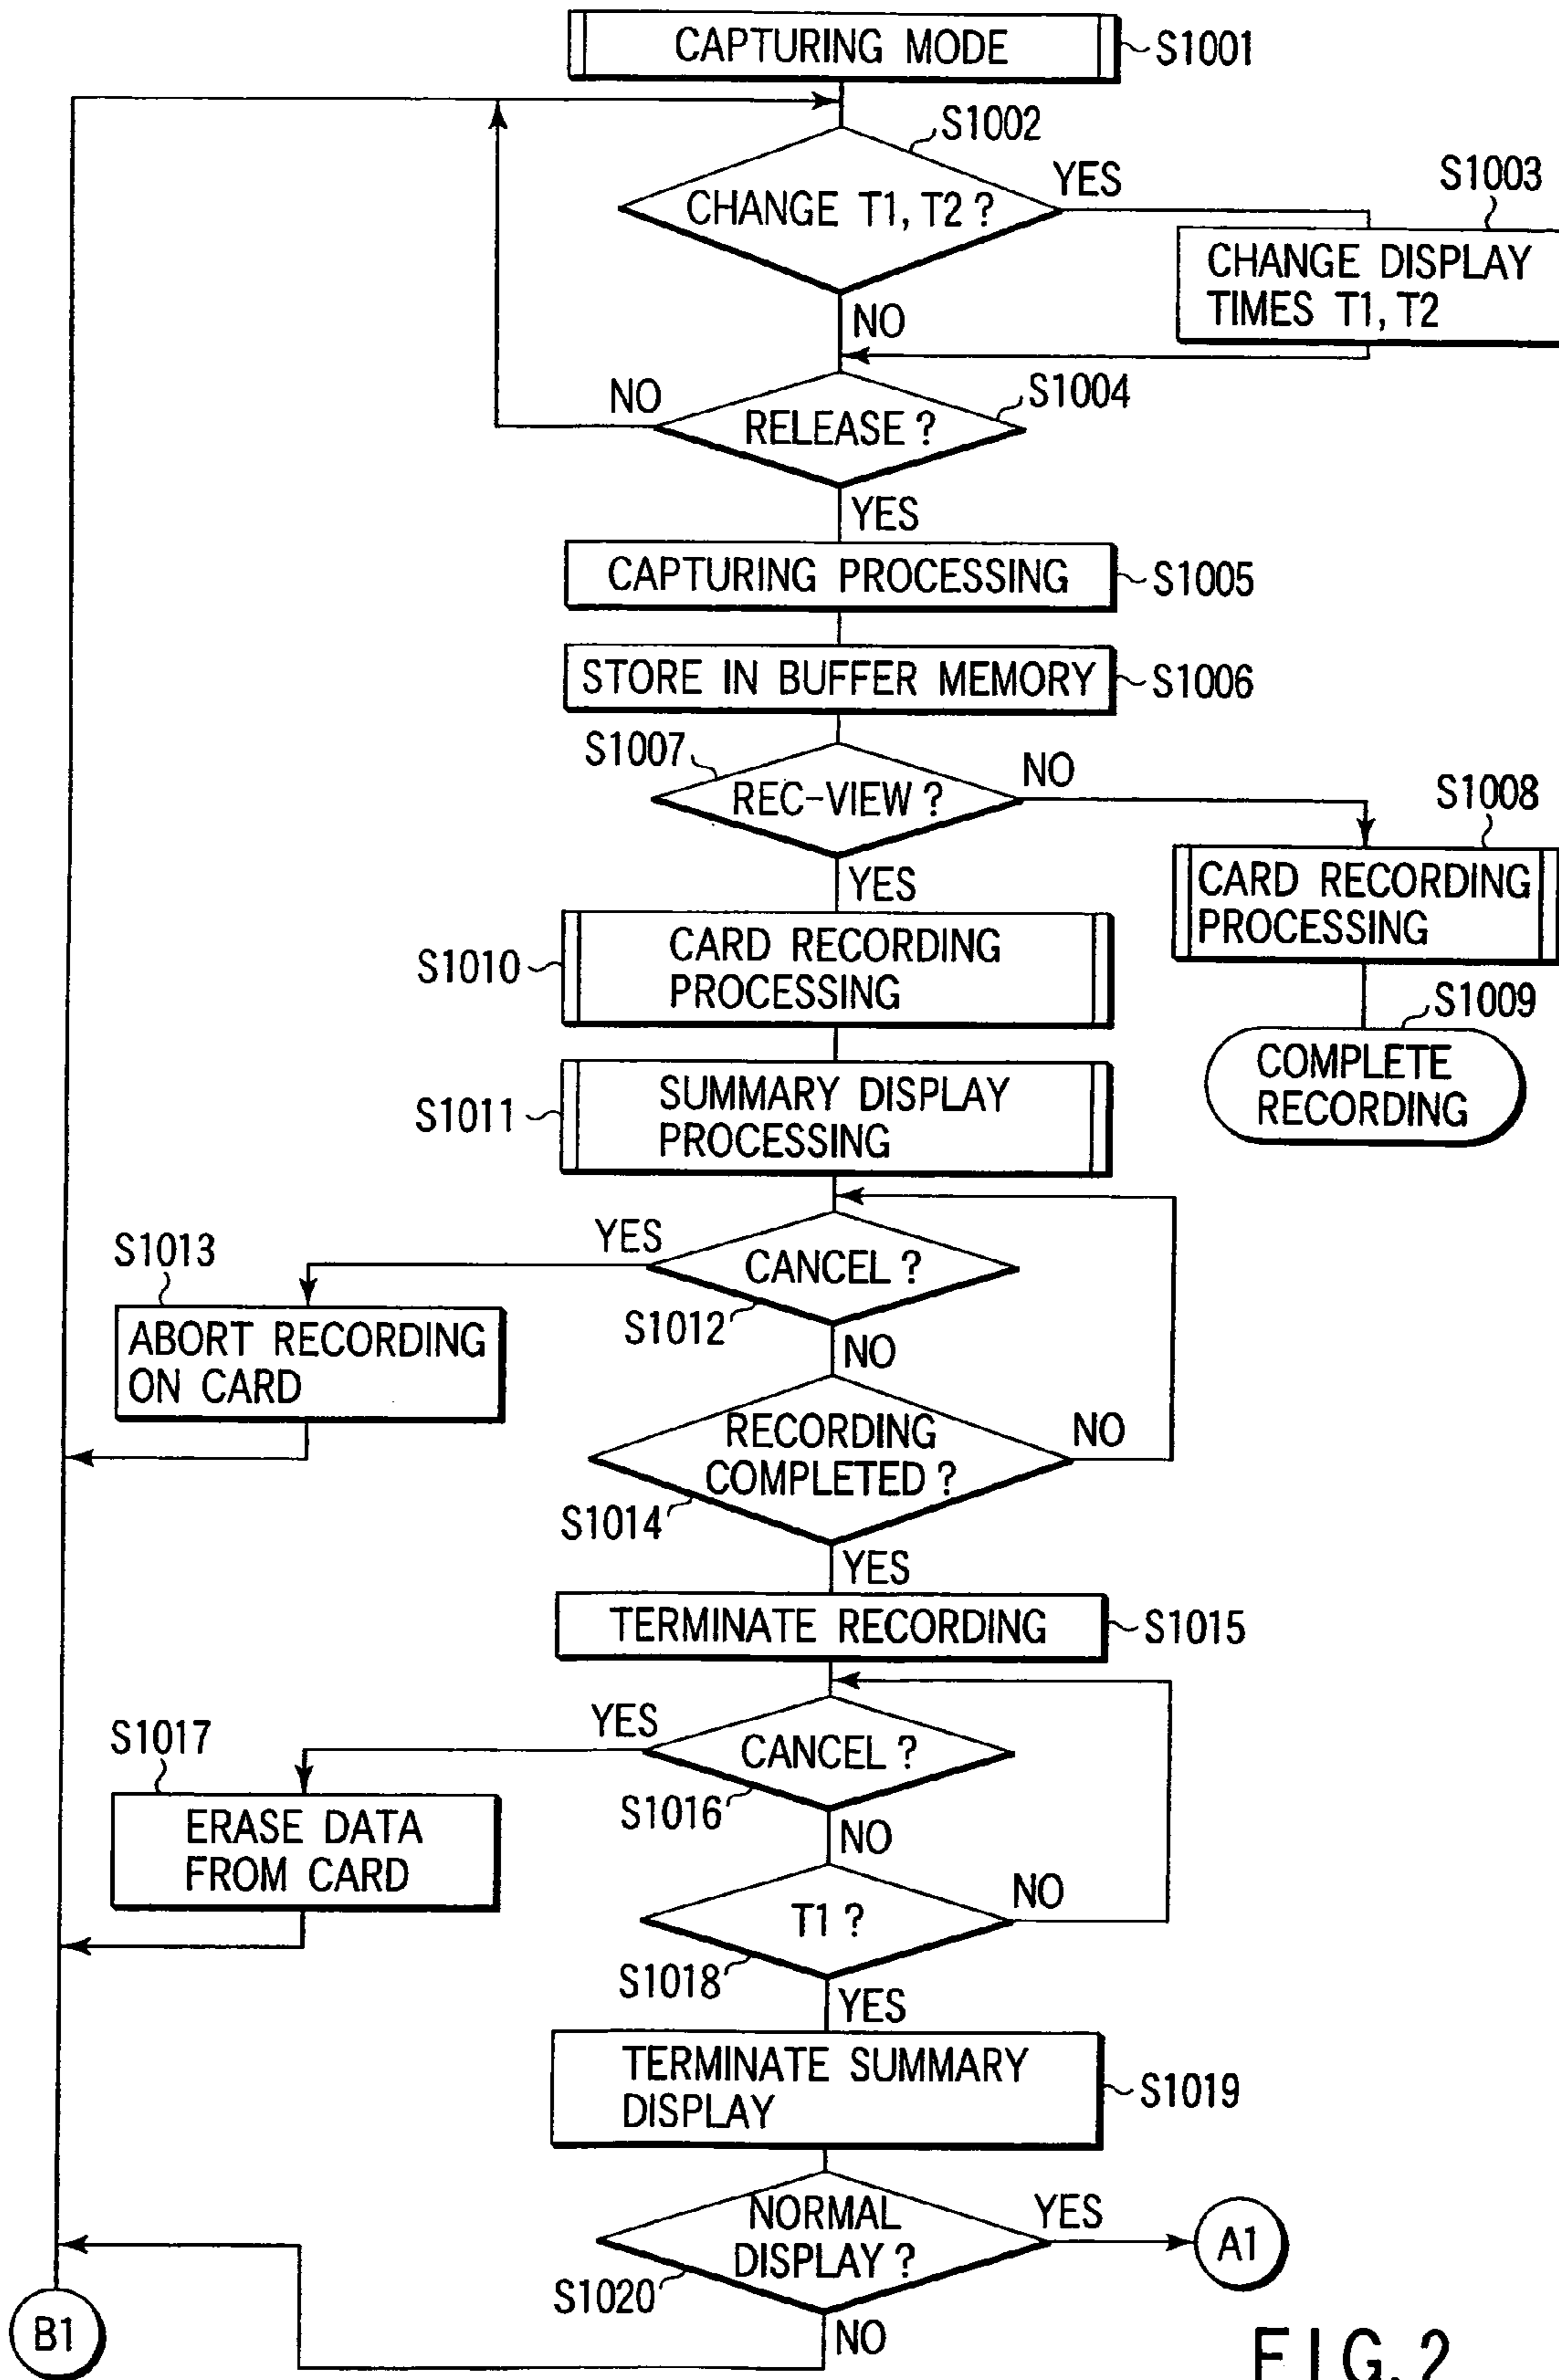 CAPTURING MODE
S1001
S1002
CHANGE T1, T2 ?
YES
S1003
CHANGE DISPLAY
TIMES T1, T2
NO
S1004
NO
RELEASE ?
YES
CAPTURING PROCESSING
S1005
STORE IN BUFFER MEMORY
S1006
S1007
REC-VIEW ?
NO
S1008
CARD RECORDING
PROCESSING
S1009
COMPLETE
RECORDING
YES
S1010
CARD RECORDING
PROCESSING
S1011
SUMMARY DISPLAY
PROCESSING
YES
CANCEL ?
S1012
S1013
ABORT RECORDING
ON CARD
NO
RECORDING
COMPLETED ?
NO
S1014
YES
TERMINATE RECORDING
S1015
YES
CANCEL ?
S1016
S1017
ERASE DATA
FROM CARD
NO
T1 ?
NO
S1018
YES
TERMINATE SUMMARY
DISPLAY
S1019
NORMAL
DISPLAY ?
YES
A1
S1020
NO
B1
FIG. 2